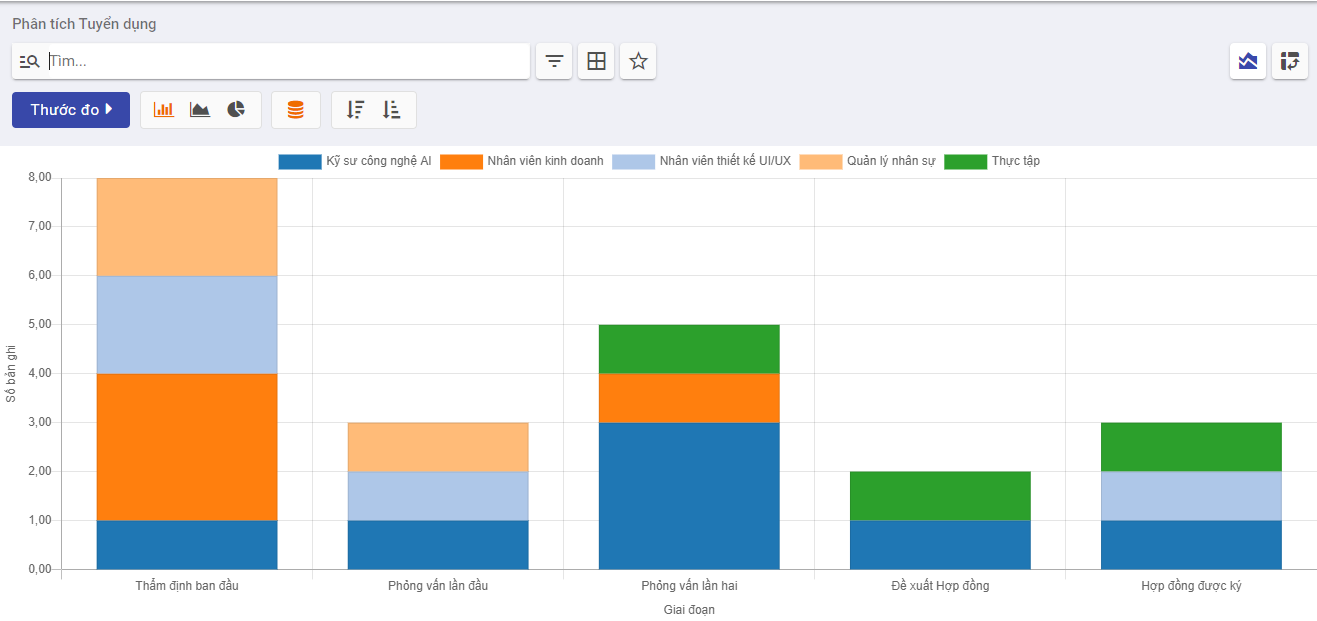 Phân tích Tuyển dụng
Tìm...
Thước đo
Kỹ sư công nghệ AI Nhân viên kinh doanh Nhân viên thiết kế UI/UX Quản lý nhân sự Thực tập
8,00
7,00
6,00
5,00
4,00
3,00
2,00
1,00
0,00
Số bản ghi
Thẩm định ban đầu Phỏng vấn lần đầu Phỏng vấn lần hai Đề xuất Hợp đồng Hợp đồng được ký
Giai đoạn